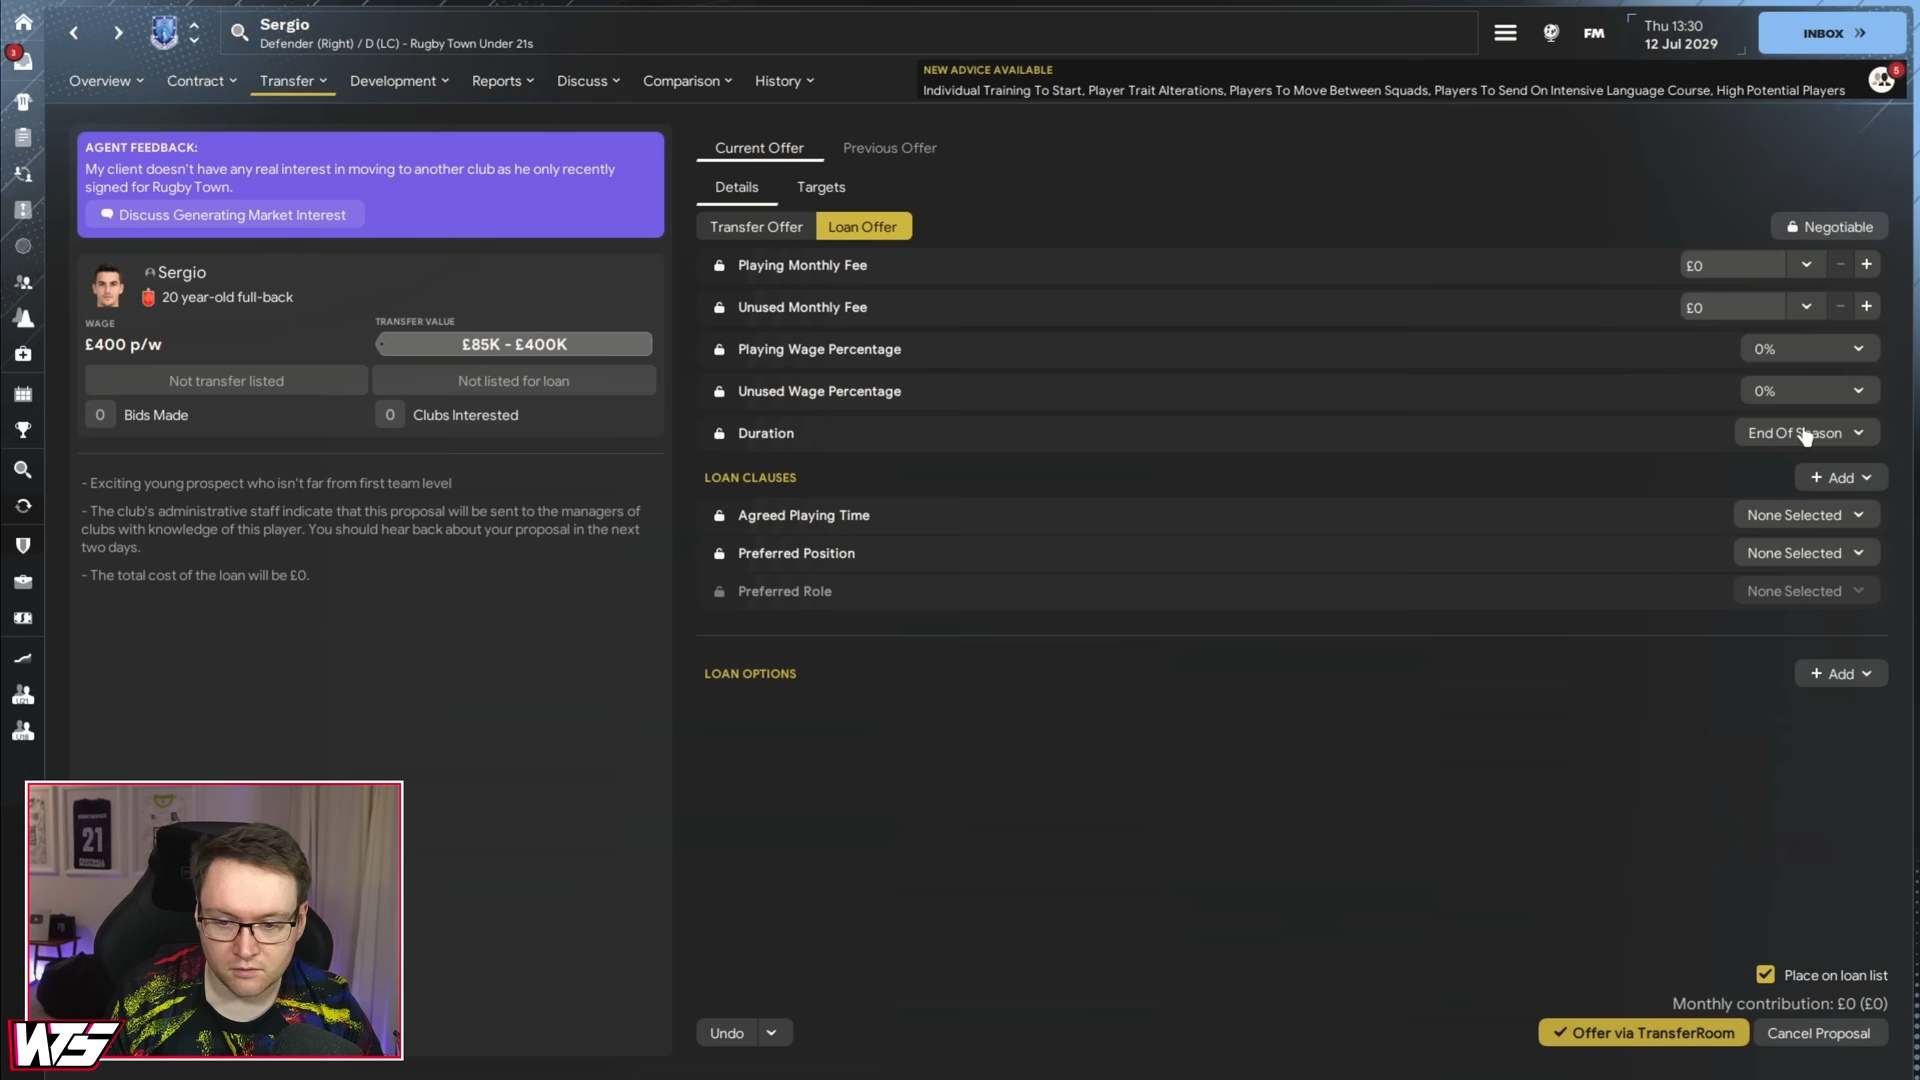 3
Sergio
Defender (Right) / D (LC) - Rugby Town Under 21s
FM
Thu 13:30
12 Jul 2029
INBOX
Overview
Contract
Transfer
Development
Reports
Discuss
Comparison
History
NEW ADVICE AVAILABLE
Individual Training To Start, Player Trait Alterations, Players To Move Between Squads, Players To Send On Intensive Language Course, High Potential Players
5
AGENT FEEDBACK:
My client doesn't have any real interest in moving to another club as he only recently
signed for Rugby Town.
Discuss Generating Market Interest
Sergio
20 year-old full-back
WAGE
£400 p/w
TRANSFER VALUE
£85K - £400K
Not transfer listed
Not listed for loan
0 Bids Made
0 Clubs Interested
- Exciting young prospect who isn't far from first team level
- The club's administrative staff indicate that this proposal will be sent to the managers of
clubs with knowledge of this player. You should hear back about your proposal in the next
two days.
- The total cost of the loan will be £0.
Current Offer
Previous Offer
Details
Targets
Transfer Offer
Loan Offer
Negotiable
Playing Monthly Fee £0
Unused Monthly Fee £0
Playing Wage Percentage 0%
Unused Wage Percentage 0%
Duration End Of Season
LOAN CLAUSES + Add
Agreed Playing Time None Selected
Preferred Position None Selected
Preferred Role None Selected
LOAN OPTIONS + Add
Place on loan list
Monthly contribution: £0 (£0)
Undo
Offer via TransferRoom
Cancel Proposal
U21
U18
21
WTS